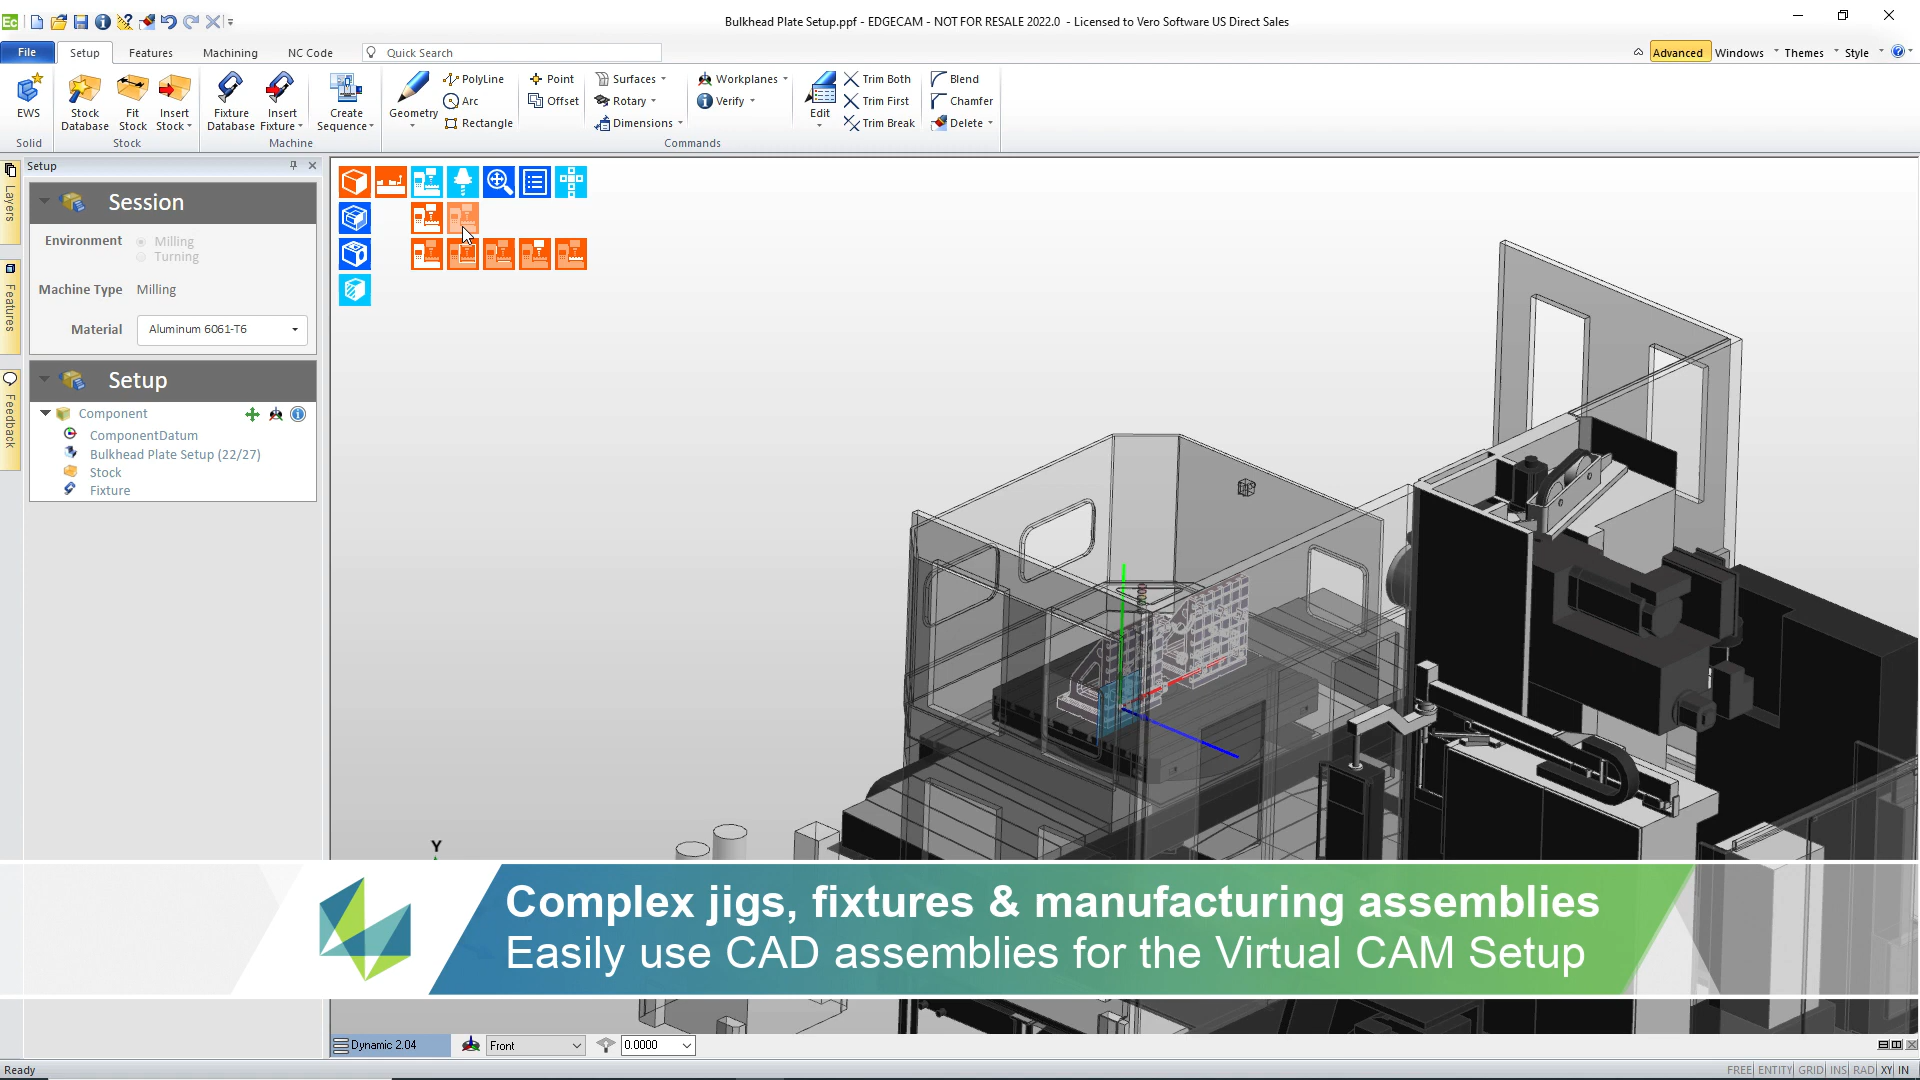 Bulkhead Plate Setup.ppf - EDGECAM - NOT FOR RESALE 2022.0 - Licensed to Vero Software US Direct Sales
Ec
File Setup Features Machining NC Code Quick Search
Advanced Windows Themes Style
EWS
Solid
Stock Database
Fit Stock
Insert Stock
Stock
Fixture Database
Insert Fixture
Create Sequence
Machine
Geometry
PolyLine
Arc
Rectangle
Point
Offset
Surfaces
Rotary
Dimensions
Workplanes
Verify
Edit
Trim Both
Trim First
Trim Break
Blend
Chamfer
Delete
Commands
Layers
Features
Feedback
Setup
Session
Environment Milling
Turning
Machine Type Milling
Material Aluminum 6061-T6
Setup
Component
ComponentDatum
Bulkhead Plate Setup (22/27)
Stock
Fixture
Y
Complex jigs, fixtures & manufacturing assemblies
Easily use CAD assemblies for the Virtual CAM Setup
Dynamic 2.04 Front 0.0000
Ready
FREE ENTITY GRID INS RAD XY IN